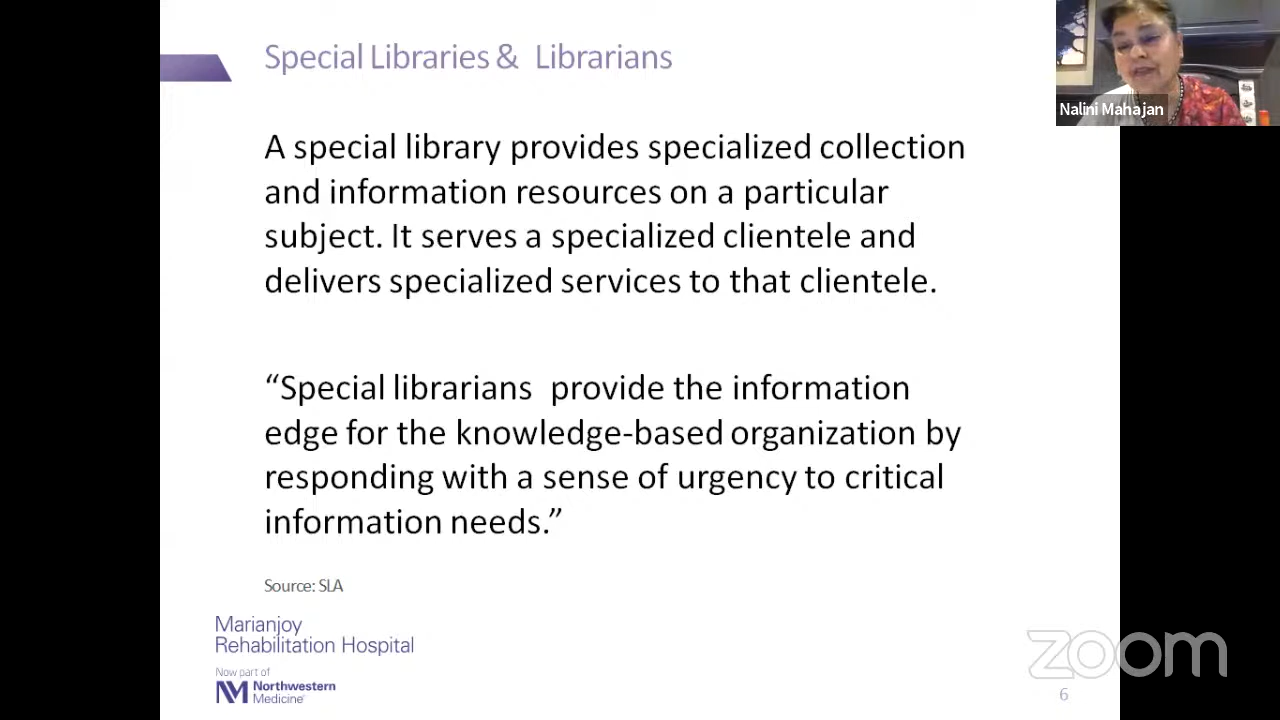 Special Libraries & Librarians
Nalini Mahajan
A special library provides specialized collection
and information resources on a particular
subject. It serves a specialized clientele and
delivers specialized services to that clientele.
“Special librarians provide the information
edge for the knowledge-based organization by
responding with a sense of urgency to critical
information needs.”
Source: SLA
Marianjoy
Rehabilitation Hospital
Now part of
NM Northwestern
Medicine
zoom
6